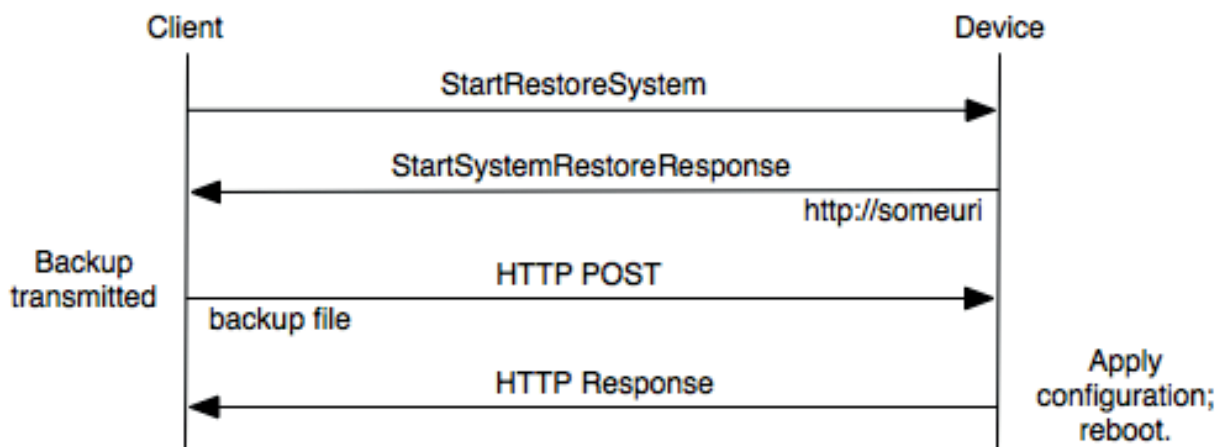 Client
Device
StartRestoreSystem
StartSystemRestoreResponse
http://someuri
Backup
transmitted
HTTP POST
backup file
HTTP Response
Apply
configuration;
reboot.